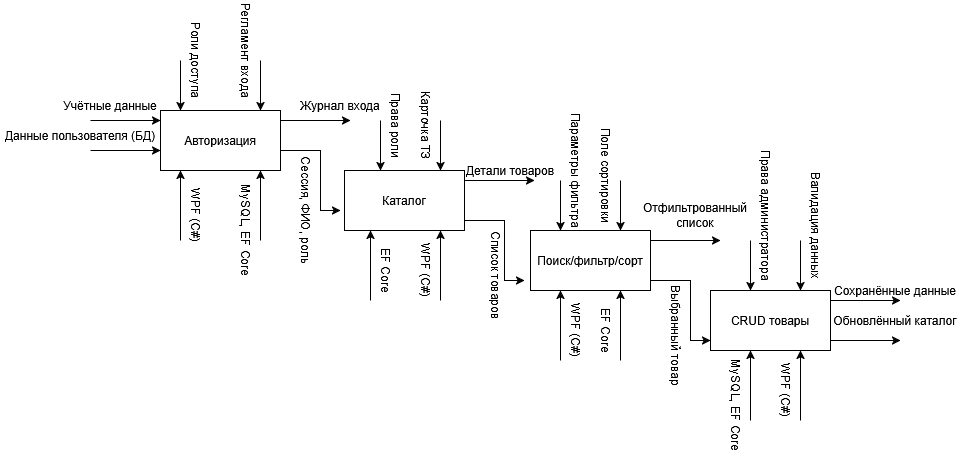 Роли доступа
Регламент входа
Учётные данные
Данные пользователя (БД)
Авторизация
Журнал входа
Сессия, ФИО, роль
WPF (C#)
MySQL, EF Core
Права роли
Карточка ТЗ
Каталог
Детали товаров
Список товаров
EF Core
WPF (C#)
Параметры фильтра
Поле сортировки
Поиск/фильтр/сорт
Отфильтрованный
список
Выбранный товар
WPF (C#)
EF Core
Права администратора
Валидация данных
CRUD товары
Сохранённые данные
Обновлённый каталог
MySQL, EF Core
WPF (C#)